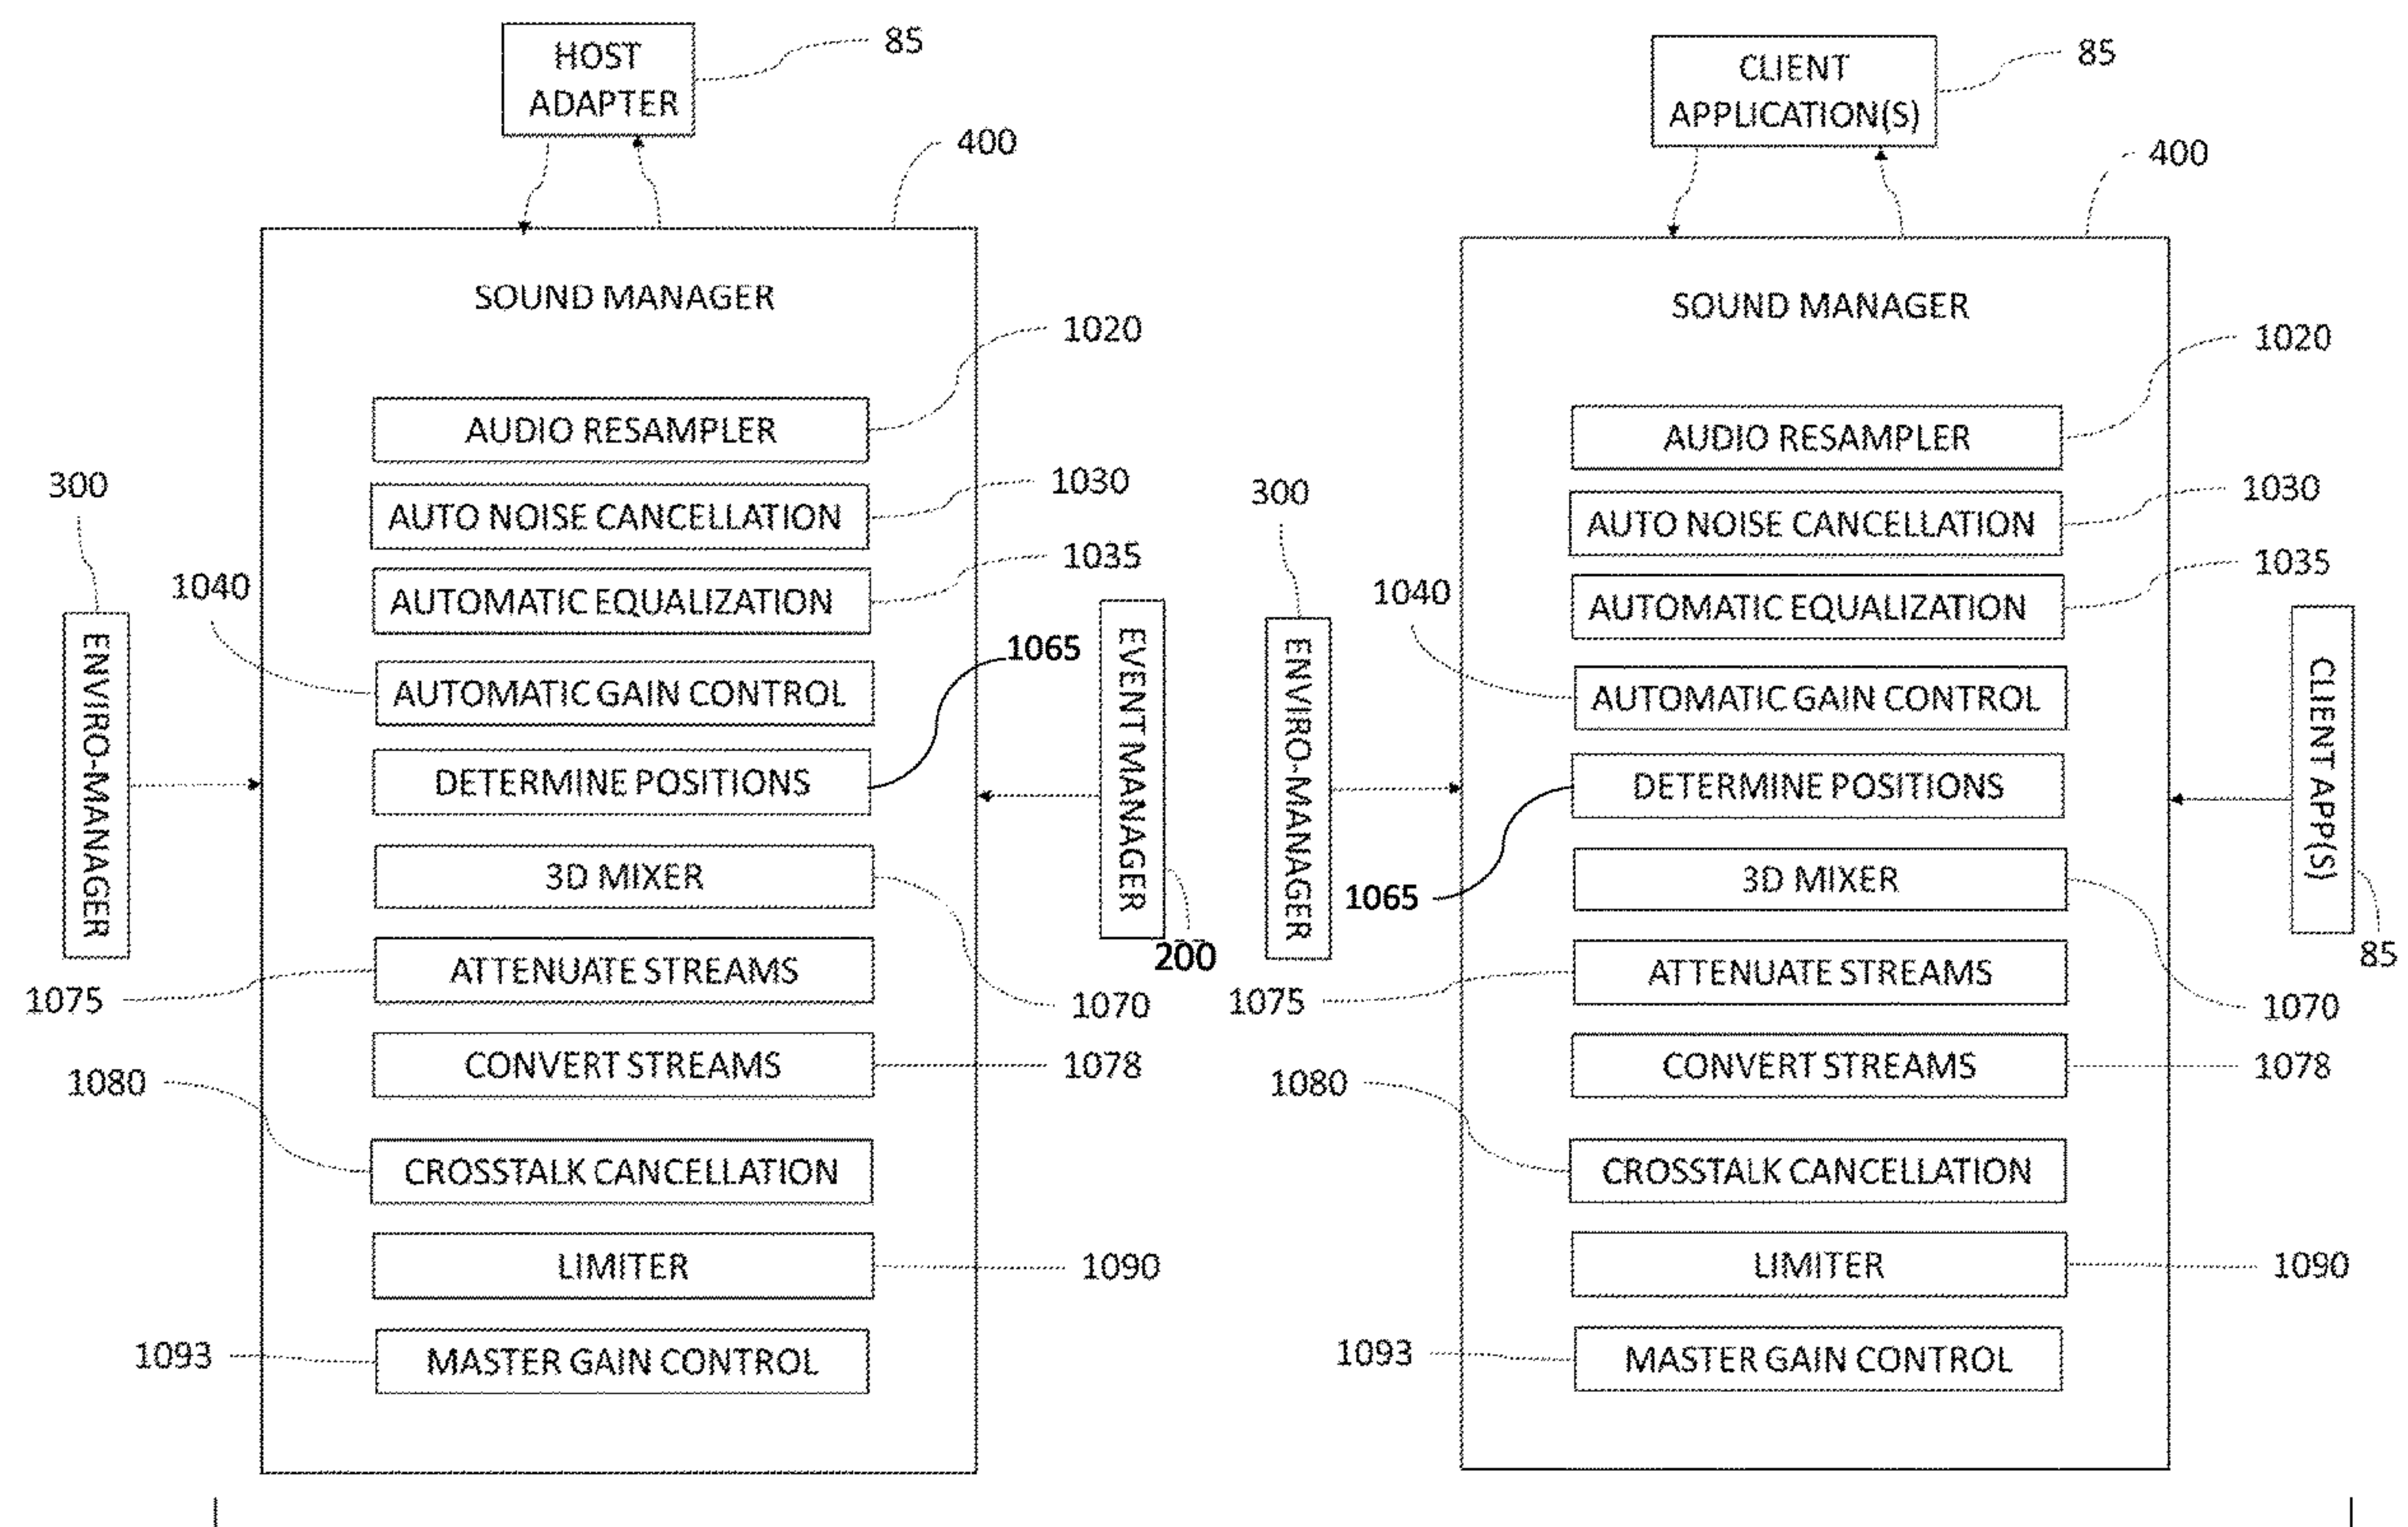 HOST
ADAPTER
85
400
SOUND MANAGER
1020
AUDIO RESAMPLER
1030
AUTO NOISE CANCELLATION
1035
AUTOMATIC EQUALIZATION
300
ENVIRO-MANAGER
1040
AUTOMATIC GAIN CONTROL
1065
DETERMINE POSITIONS
EVENT MANAGER
200
3D MIXER
1070
ATTENUATE STREAMS
1075
CONVERT STREAMS
1078
1080
CROSSTALK CANCELLATION
LIMITER
1090
1093
MASTER GAIN CONTROL
CLIENT
APPLICATION(S)
85
400
SOUND MANAGER
1020
AUDIO RESAMPLER
1030
AUTO NOISE CANCELLATION
1035
AUTOMATIC EQUALIZATION
300
ENVIRO-MANAGER
1040
AUTOMATIC GAIN CONTROL
DETERMINE POSITIONS
1065
CLIENT APP(S)
85
3D MIXER
1070
ATTENUATE STREAMS
1075
CONVERT STREAMS
1078
1080
CROSSTALK CANCELLATION
LIMITER
1090
1093
MASTER GAIN CONTROL